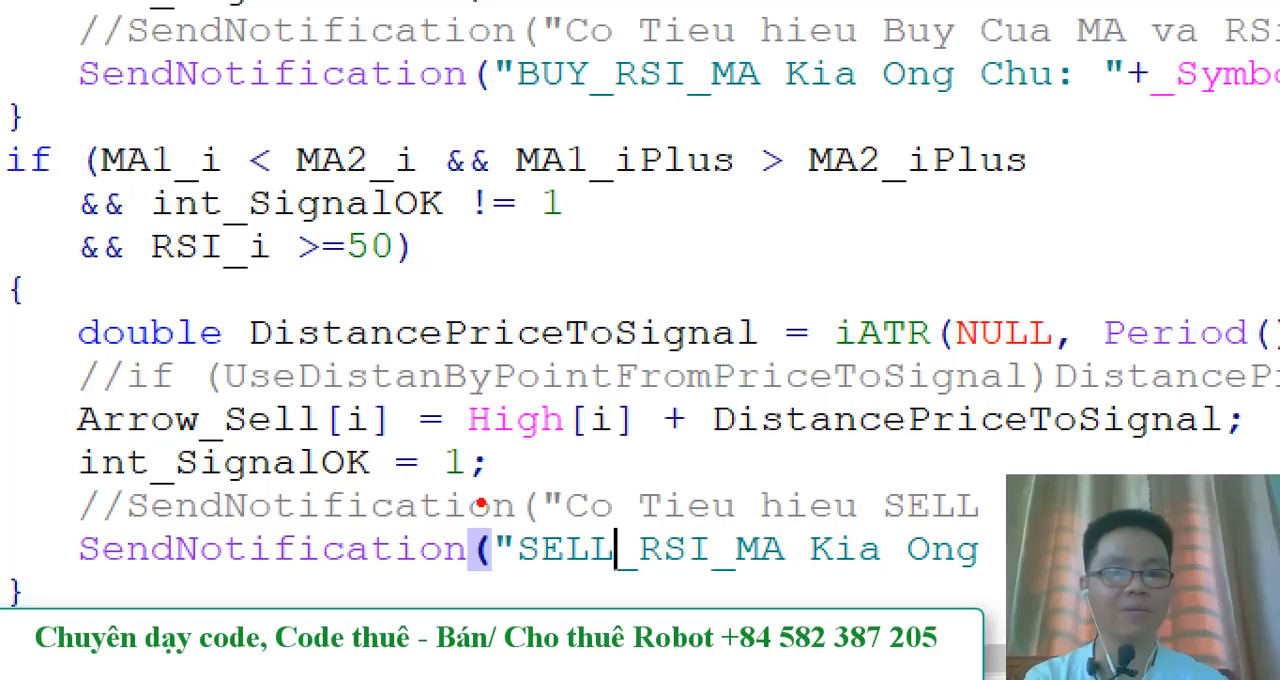 //SendNotification("Co Tieu hieu Buy Cua MA va RSI
SendNotification("BUY_RSI_MA Kia Ong Chu: "+_Symbo
}
if (MA1_i < MA2_i && MA1_iPlus > MA2_iPlus
&& int_SignalOK != 1
&& RSI_i >=50)
{
double DistancePriceToSignal = iATR(NULL, Period()
//if (UseDistanByPointFromPriceToSignal)DistancePr
Arrow_Sell[i] = High[i] + DistancePriceToSignal;
int_SignalOK = 1;
//SendNotification("Co Tieu hieu SELL
SendNotification("SELL_RSI_MA Kia Ong
}
Chuyên dạy code, Code thuê - Bán/ Cho thuê Robot +84 582 387 205